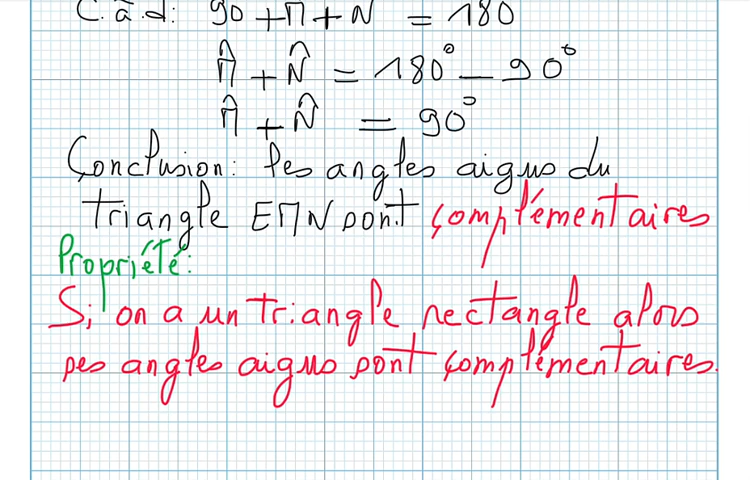 C.à.d: 90 + M + N = 180
M̂ + N̂ = 180° - 90°
M̂ + N̂ = 90°
Conclusion: les angles aigus du
triangle EMN sont complémentaires
Propriété:
Si on a un triangle rectangle alors
ses angles aigus sont complémentaires.